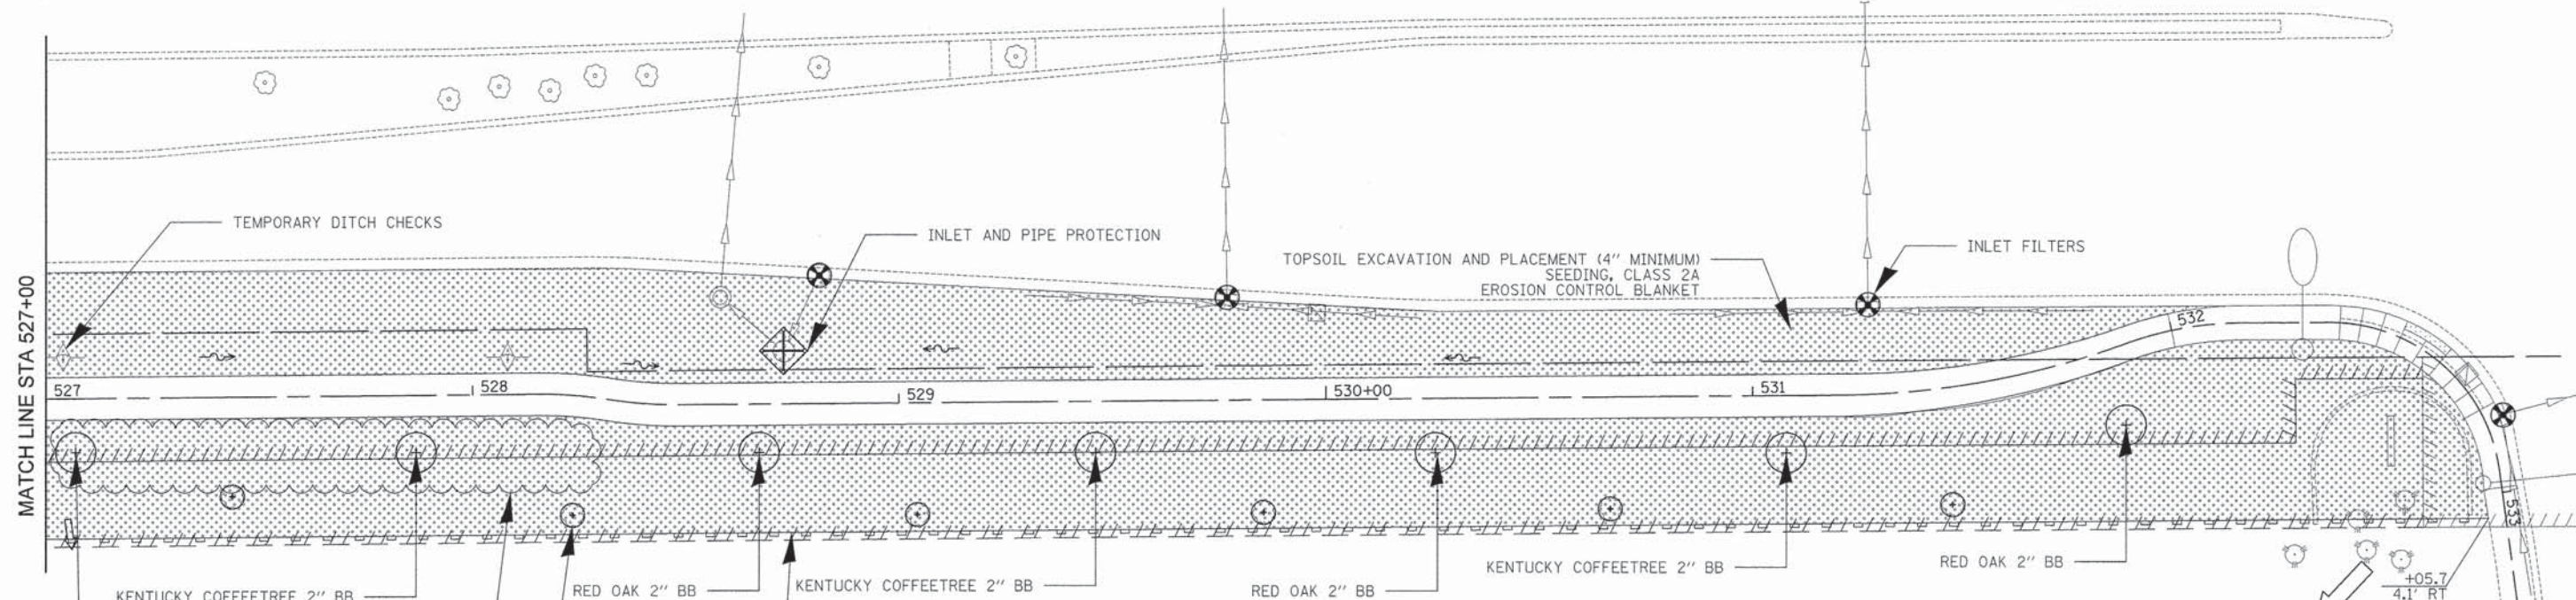 MATCH LINE STA 527+00
TEMPORARY DITCH CHECKS
INLET AND PIPE PROTECTION
TOPSOIL EXCAVATION AND PLACEMENT (4" MINIMUM)
SEEDING, CLASS 2A
EROSION CONTROL BLANKET
INLET FILTERS
527
528
529
530+00
531
532
533
KENTUCKY COFFEETREE 2" BB
RED OAK 2" BB
KENTUCKY COFFEETREE 2" BB
RED OAK 2" BB
KENTUCKY COFFEETREE 2" BB
RED OAK 2" BB
+05.7
4.1' RT